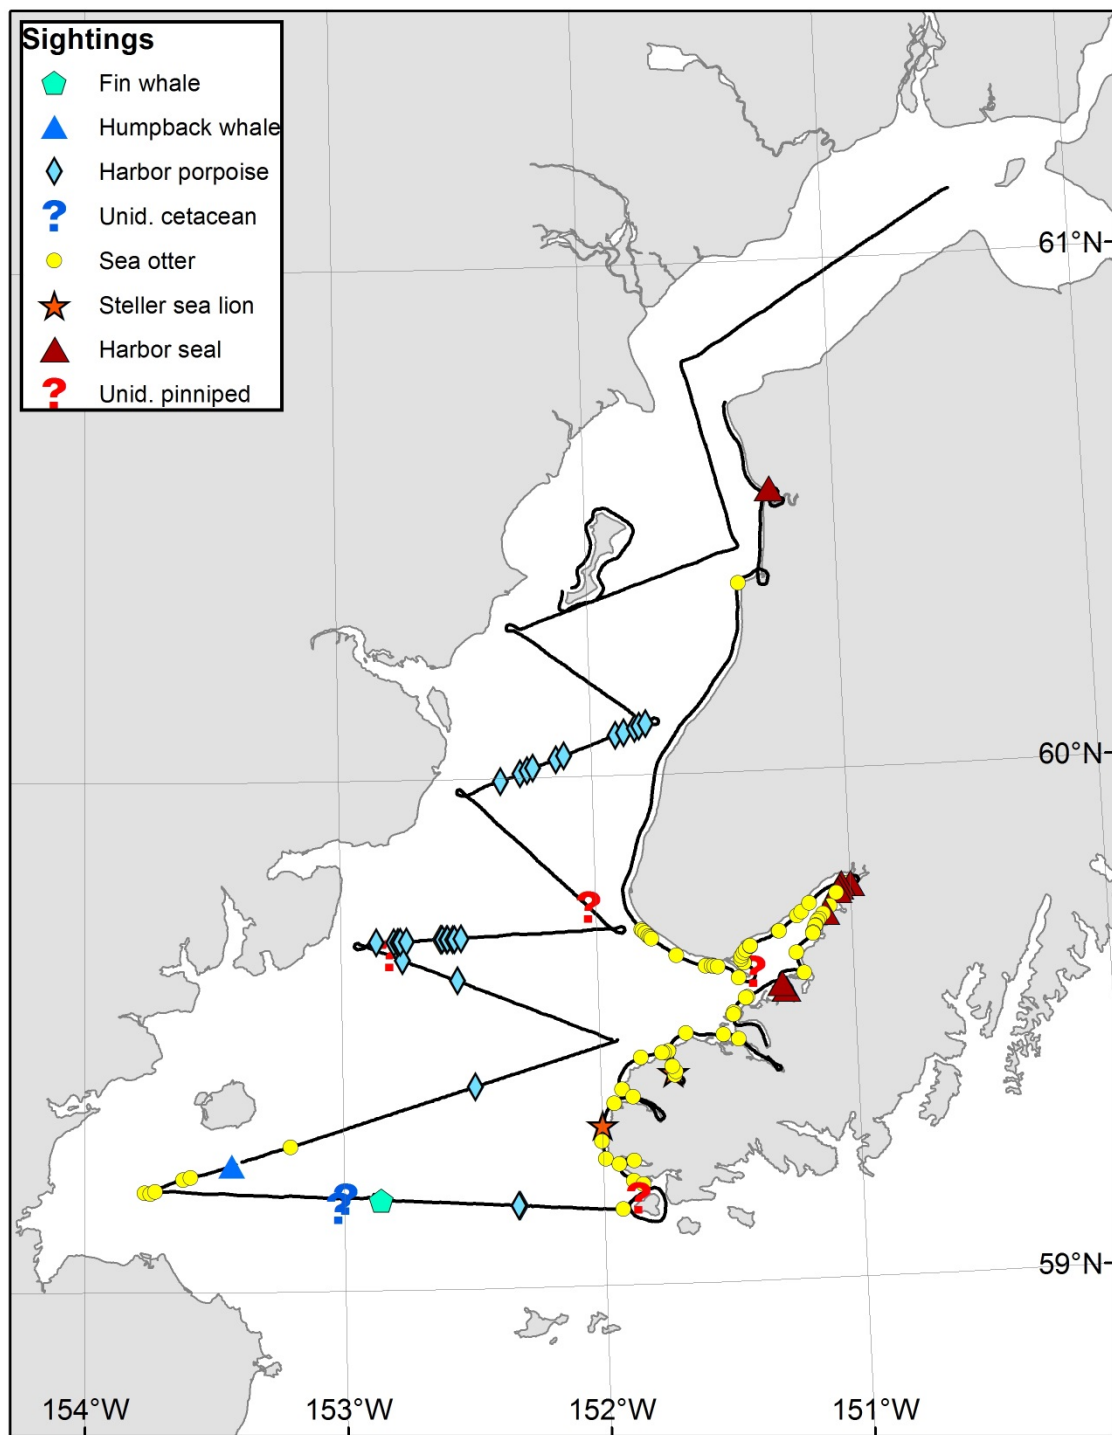 Sightings
Fin whale
Humpback whale
Harbor porpoise
? Unid. cetacean
Sea otter
Steller sea lion
Harbor seal
? Unid. pinniped
61°N
60°N
?
?
?
?
? ?
59°N
154°W 153°W 152°W 151°W